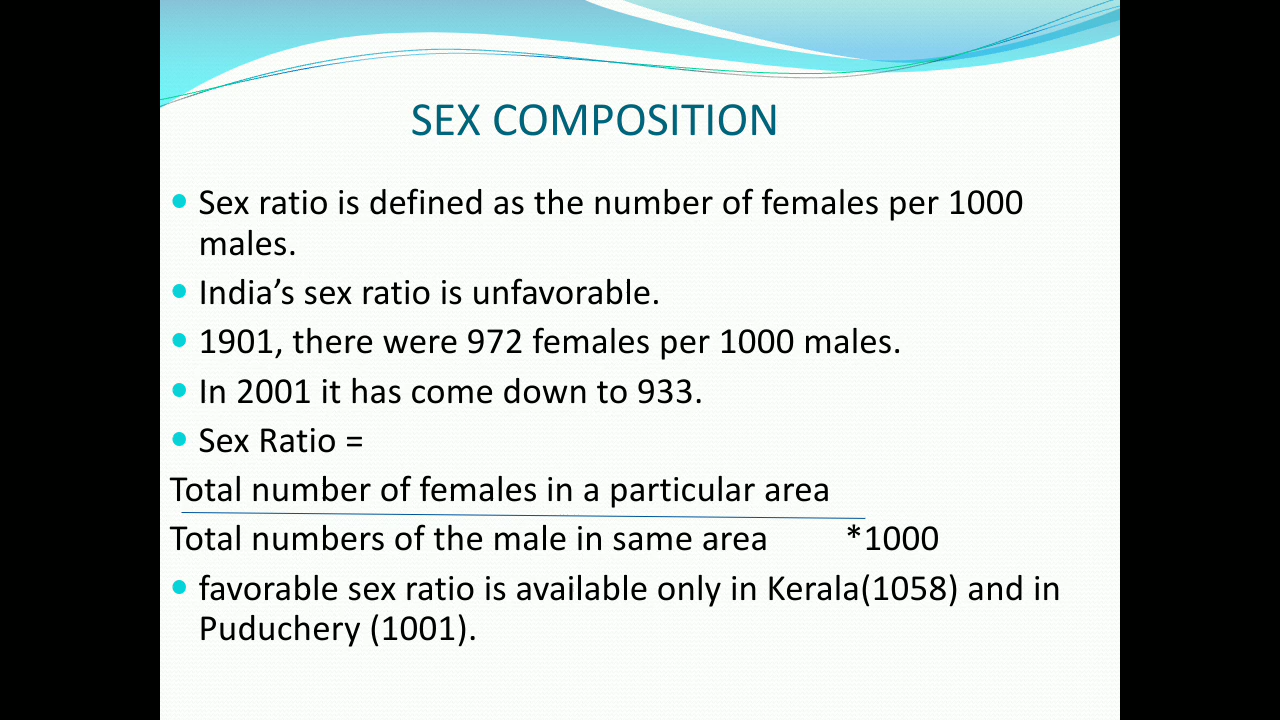 SEX COMPOSITION
Sex ratio is defined as the number of females per 1000
males.
India’s sex ratio is unfavorable.
1901, there were 972 females per 1000 males.
In 2001 it has come down to 933.
Sex Ratio =
Total number of females in a particular area
Total numbers of the male in same area *1000
favorable sex ratio is available only in Kerala(1058) and in
Puduchery (1001).